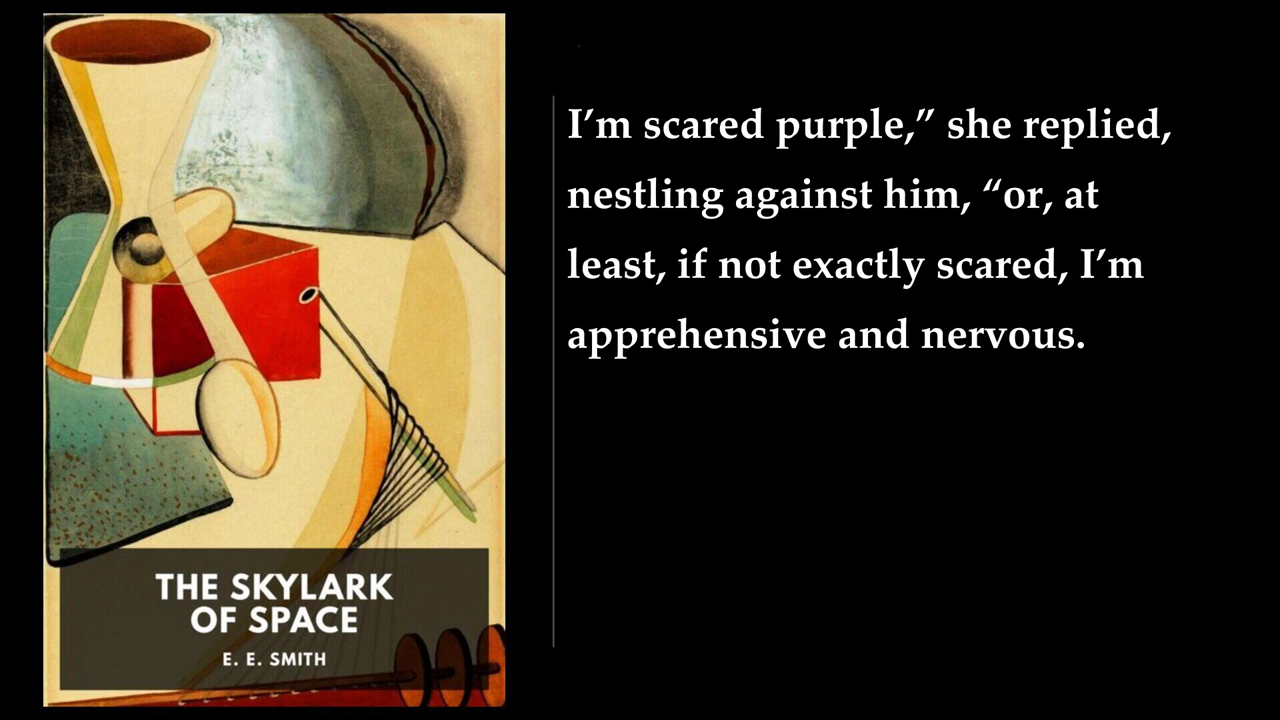 THE SKYLARK
OF SPACE
E. E. SMITH
I’m scared purple,” she replied,
nestling against him, “or, at
least, if not exactly scared, I’m
apprehensive and nervous.